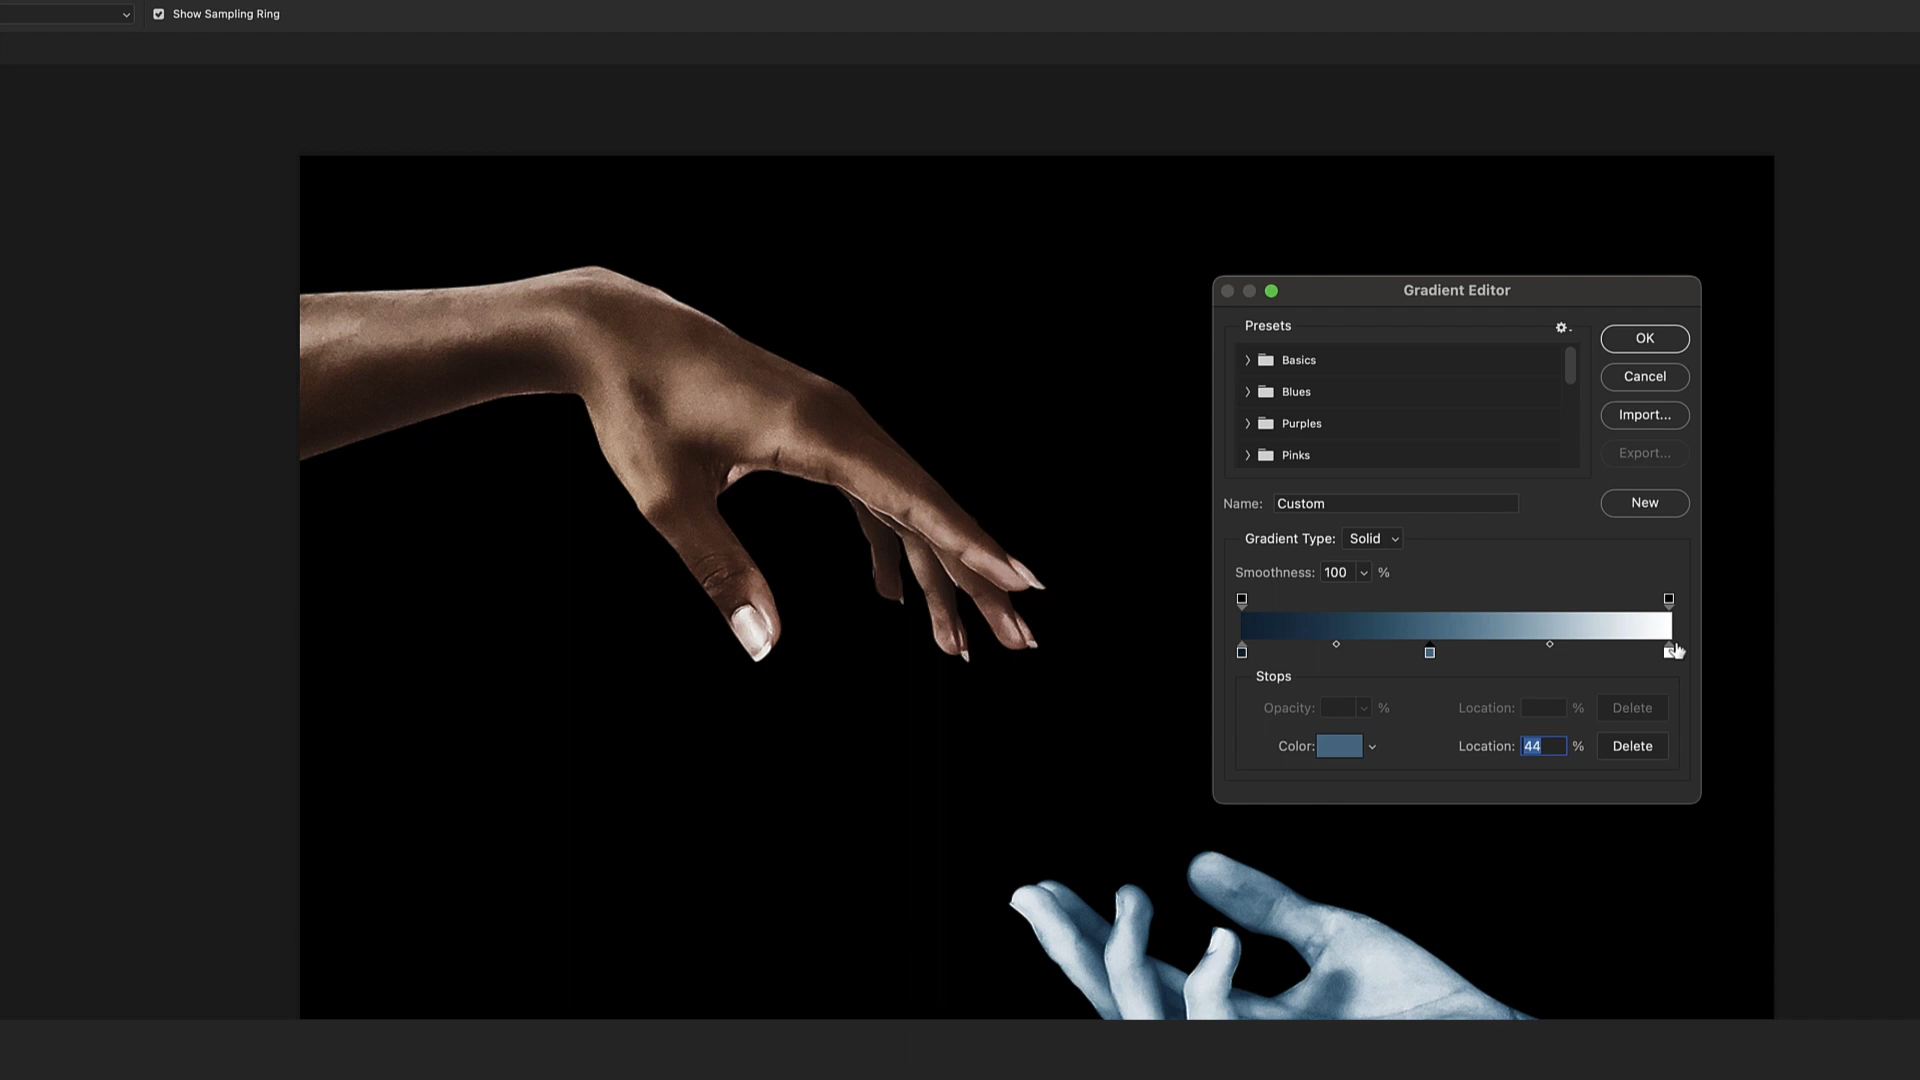 Show Sampling Ring
Gradient Editor
Presets
Basics
Blues
Purples
Pinks
OK
Cancel
Import...
Export...
Name: Custom
New
Gradient Type: Solid
Smoothness: 100 %
Stops
Opacity: % Location: % Delete
Color: Location: 44 % Delete